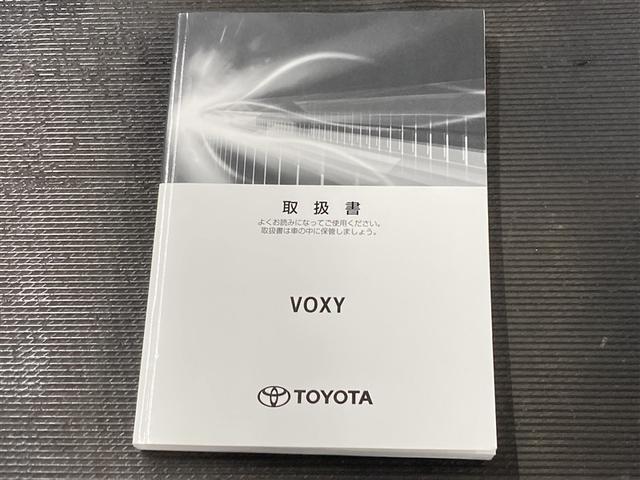 取扱書
よくお読みになってご使用ください。
取扱書は車の中に保管しましょう。
VOXY
TOYOTA